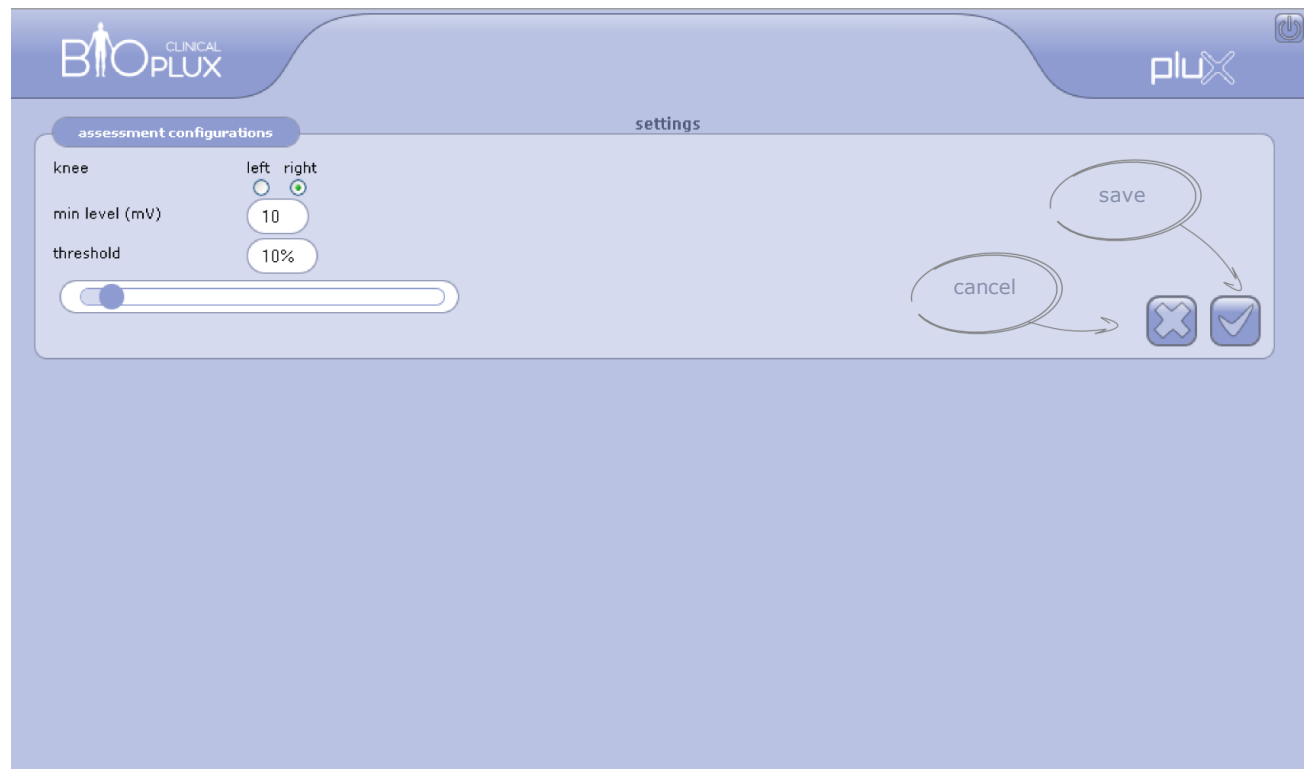 BIOPLUX CLINICAL
plux
settings
assessment configurations
knee
left right
min level (mV)
10
threshold
10%
save
cancel